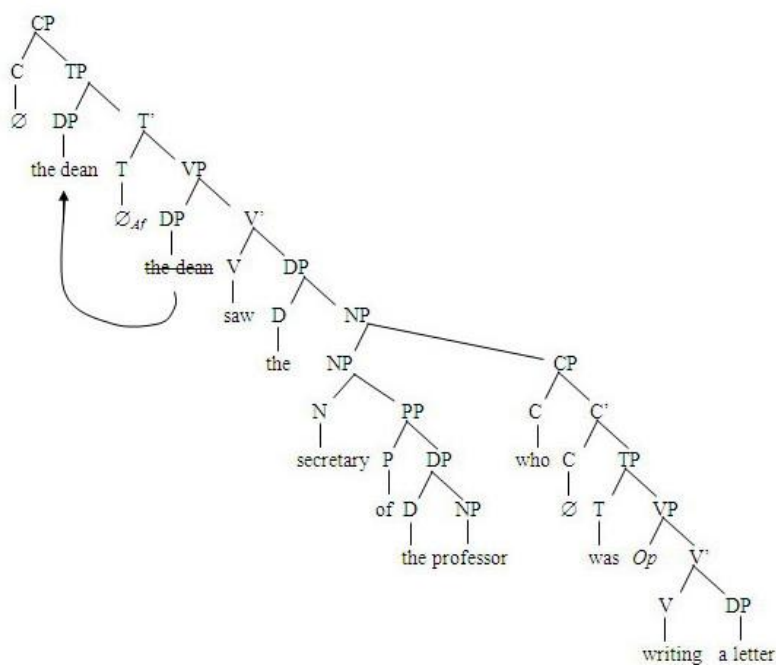 CP
C TP
∅ DP T'
the dean T VP
∅Af DP V'
the dean V DP
saw D NP
the NP CP
N PP C C'
secretary P DP who C TP
of D NP ∅ T VP
the professor was Op V'
V DP
writing a letter